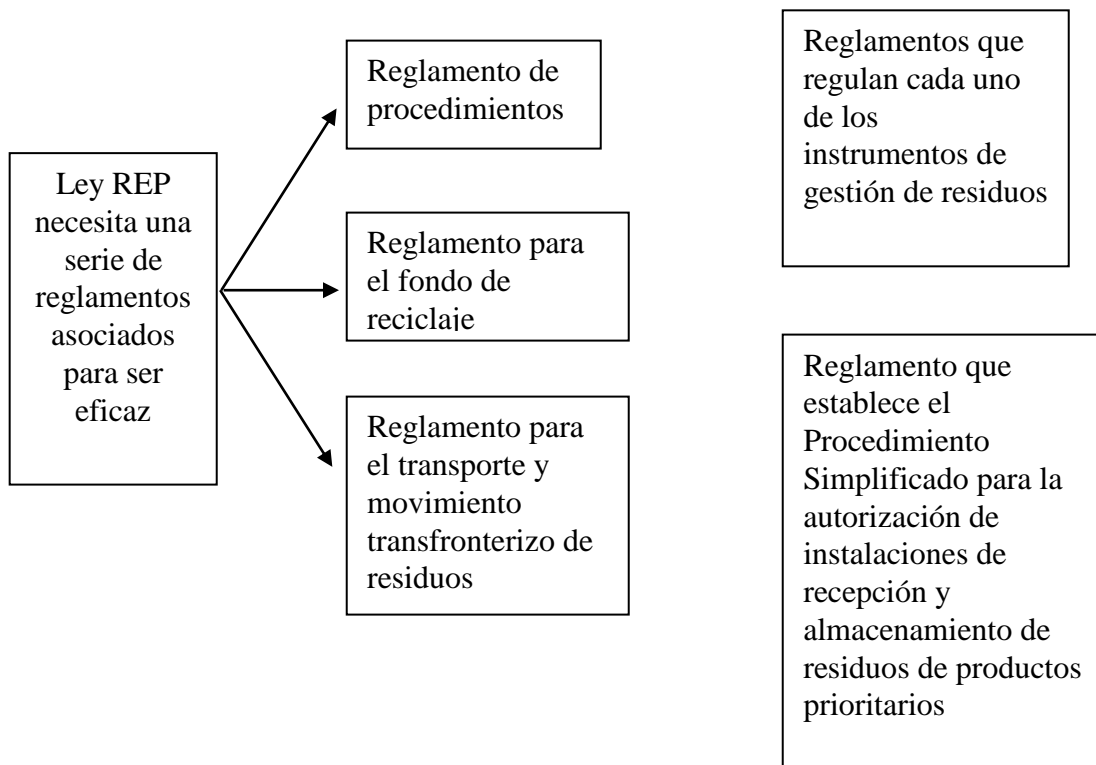 Ley REP
necesita una
serie de
reglamentos
asociados
para ser
eficaz
Reglamento de
procedimientos
Reglamento para
el fondo de
reciclaje
Reglamento para
el transporte y
movimiento
transfronterizo de
residuos
Reglamentos que
regulan cada uno
de los
instrumentos de
gestión de residuos
Reglamento que
establece el
Procedimiento
Simplificado para la
autorización de
instalaciones de
recepción y
almacenamiento de
residuos de productos
prioritarios